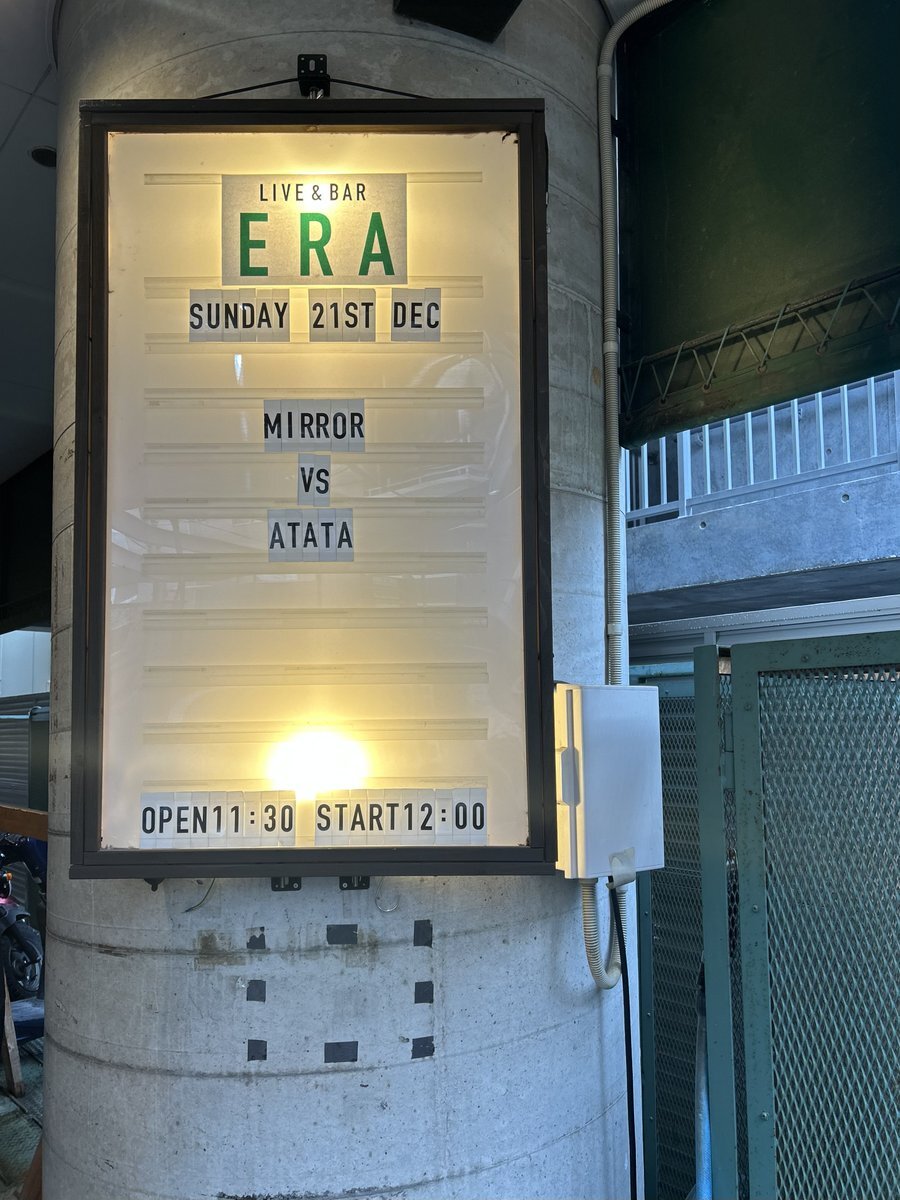 LIVE & BAR
ERA
SUNDAY 21ST DEC
MIRROR
VS
ATATA
OPEN11:30 START12:00